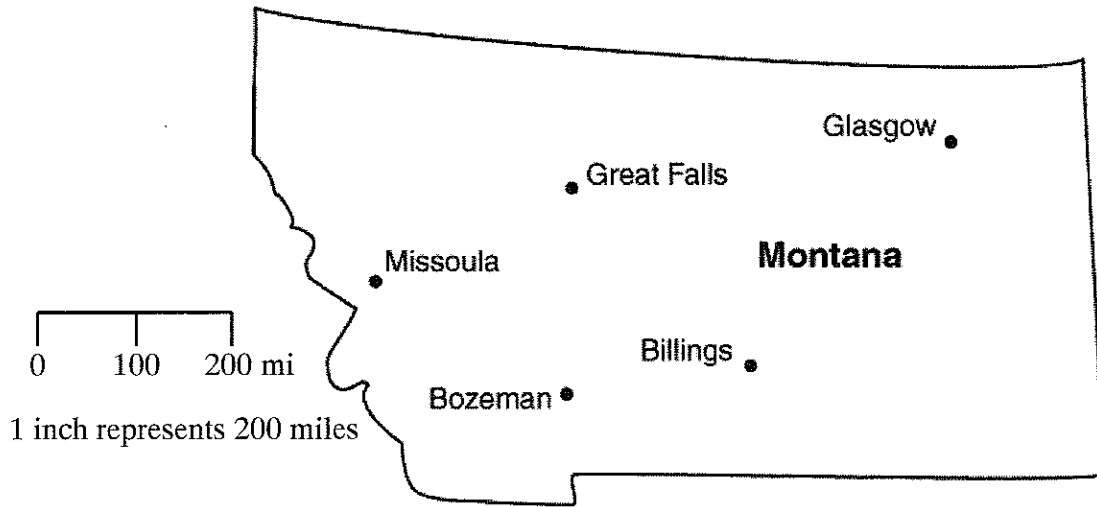 Glasgow
Great Falls
Montana
Missoula
Billings
0 100 200 mi
Bozeman
1 inch represents 200 miles